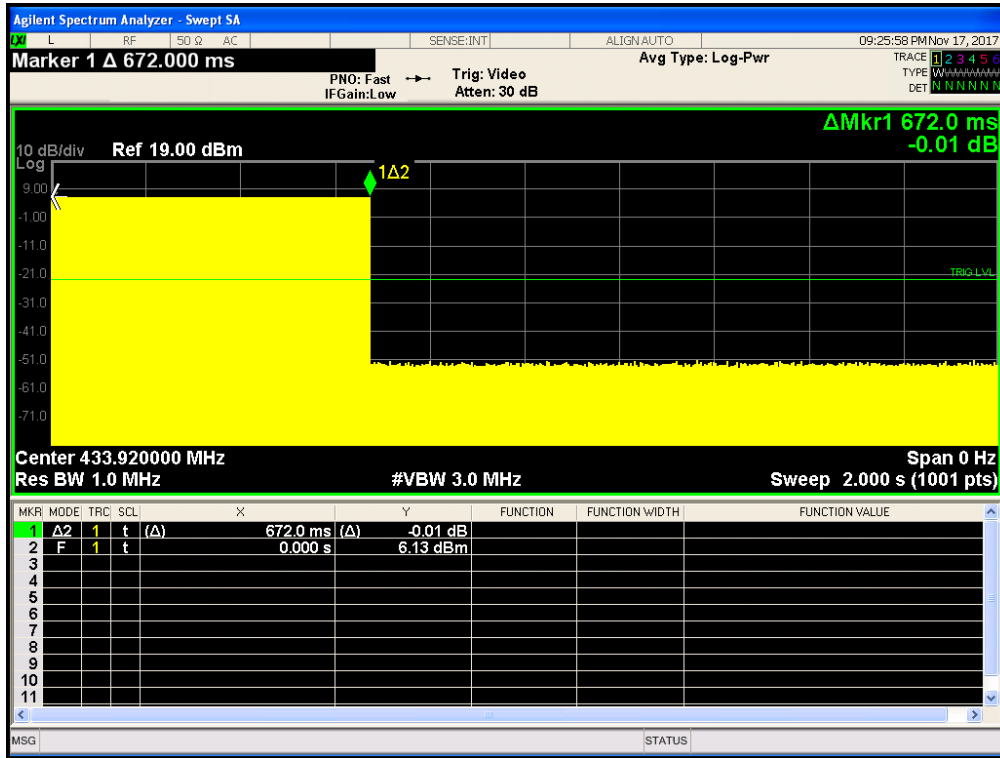 Agilent Spectrum Analyzer - Swept SA
LXI L RF 50 Ω AC SENSE:INT ALIGN AUTO 09:25:58 PM Nov 17, 2017
Marker 1 Δ 672.000 ms
PNO: Fast
IFGain:Low
Trig: Video
Atten: 30 dB
Avg Type: Log-Pwr
TRACE 1 2 3 4 5 6
TYPE W
DET N N N N N N
ΔMkr1 672.0 ms
-0.01 dB
10 dB/div Ref 19.00 dBm
Log
1Δ2
9.00
-1.00
-11.0
-21.0
TRIG LVL
-31.0
-41.0
-51.0
-61.0
-71.0
Center 433.920000 MHz Span 0 Hz
Res BW 1.0 MHz #VBW 3.0 MHz Sweep 2.000 s (1001 pts)
MKR MODE TRC SCL X Y FUNCTION FUNCTION WIDTH FUNCTION VALUE
1 Δ2 1 t (Δ) 672.0 ms (Δ) -0.01 dB
2 F 1 t 0.000 s 6.13 dBm
3
4
5
6
7
8
9
10
11
MSG STATUS